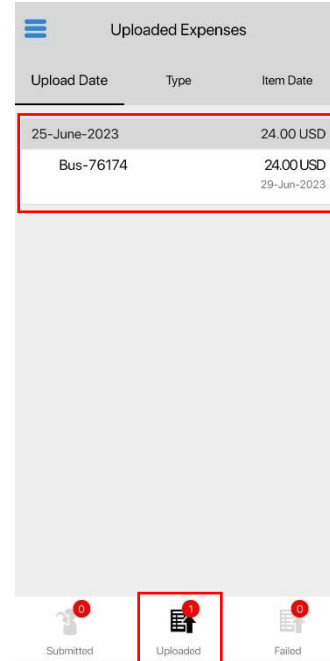 Uploaded Expenses
Upload Date Type Item Date
25-June-2023 24.00 USD
Bus-76174 24.00 USD
29-Jun-2023
0 1 0
Submitted Uploaded Failed